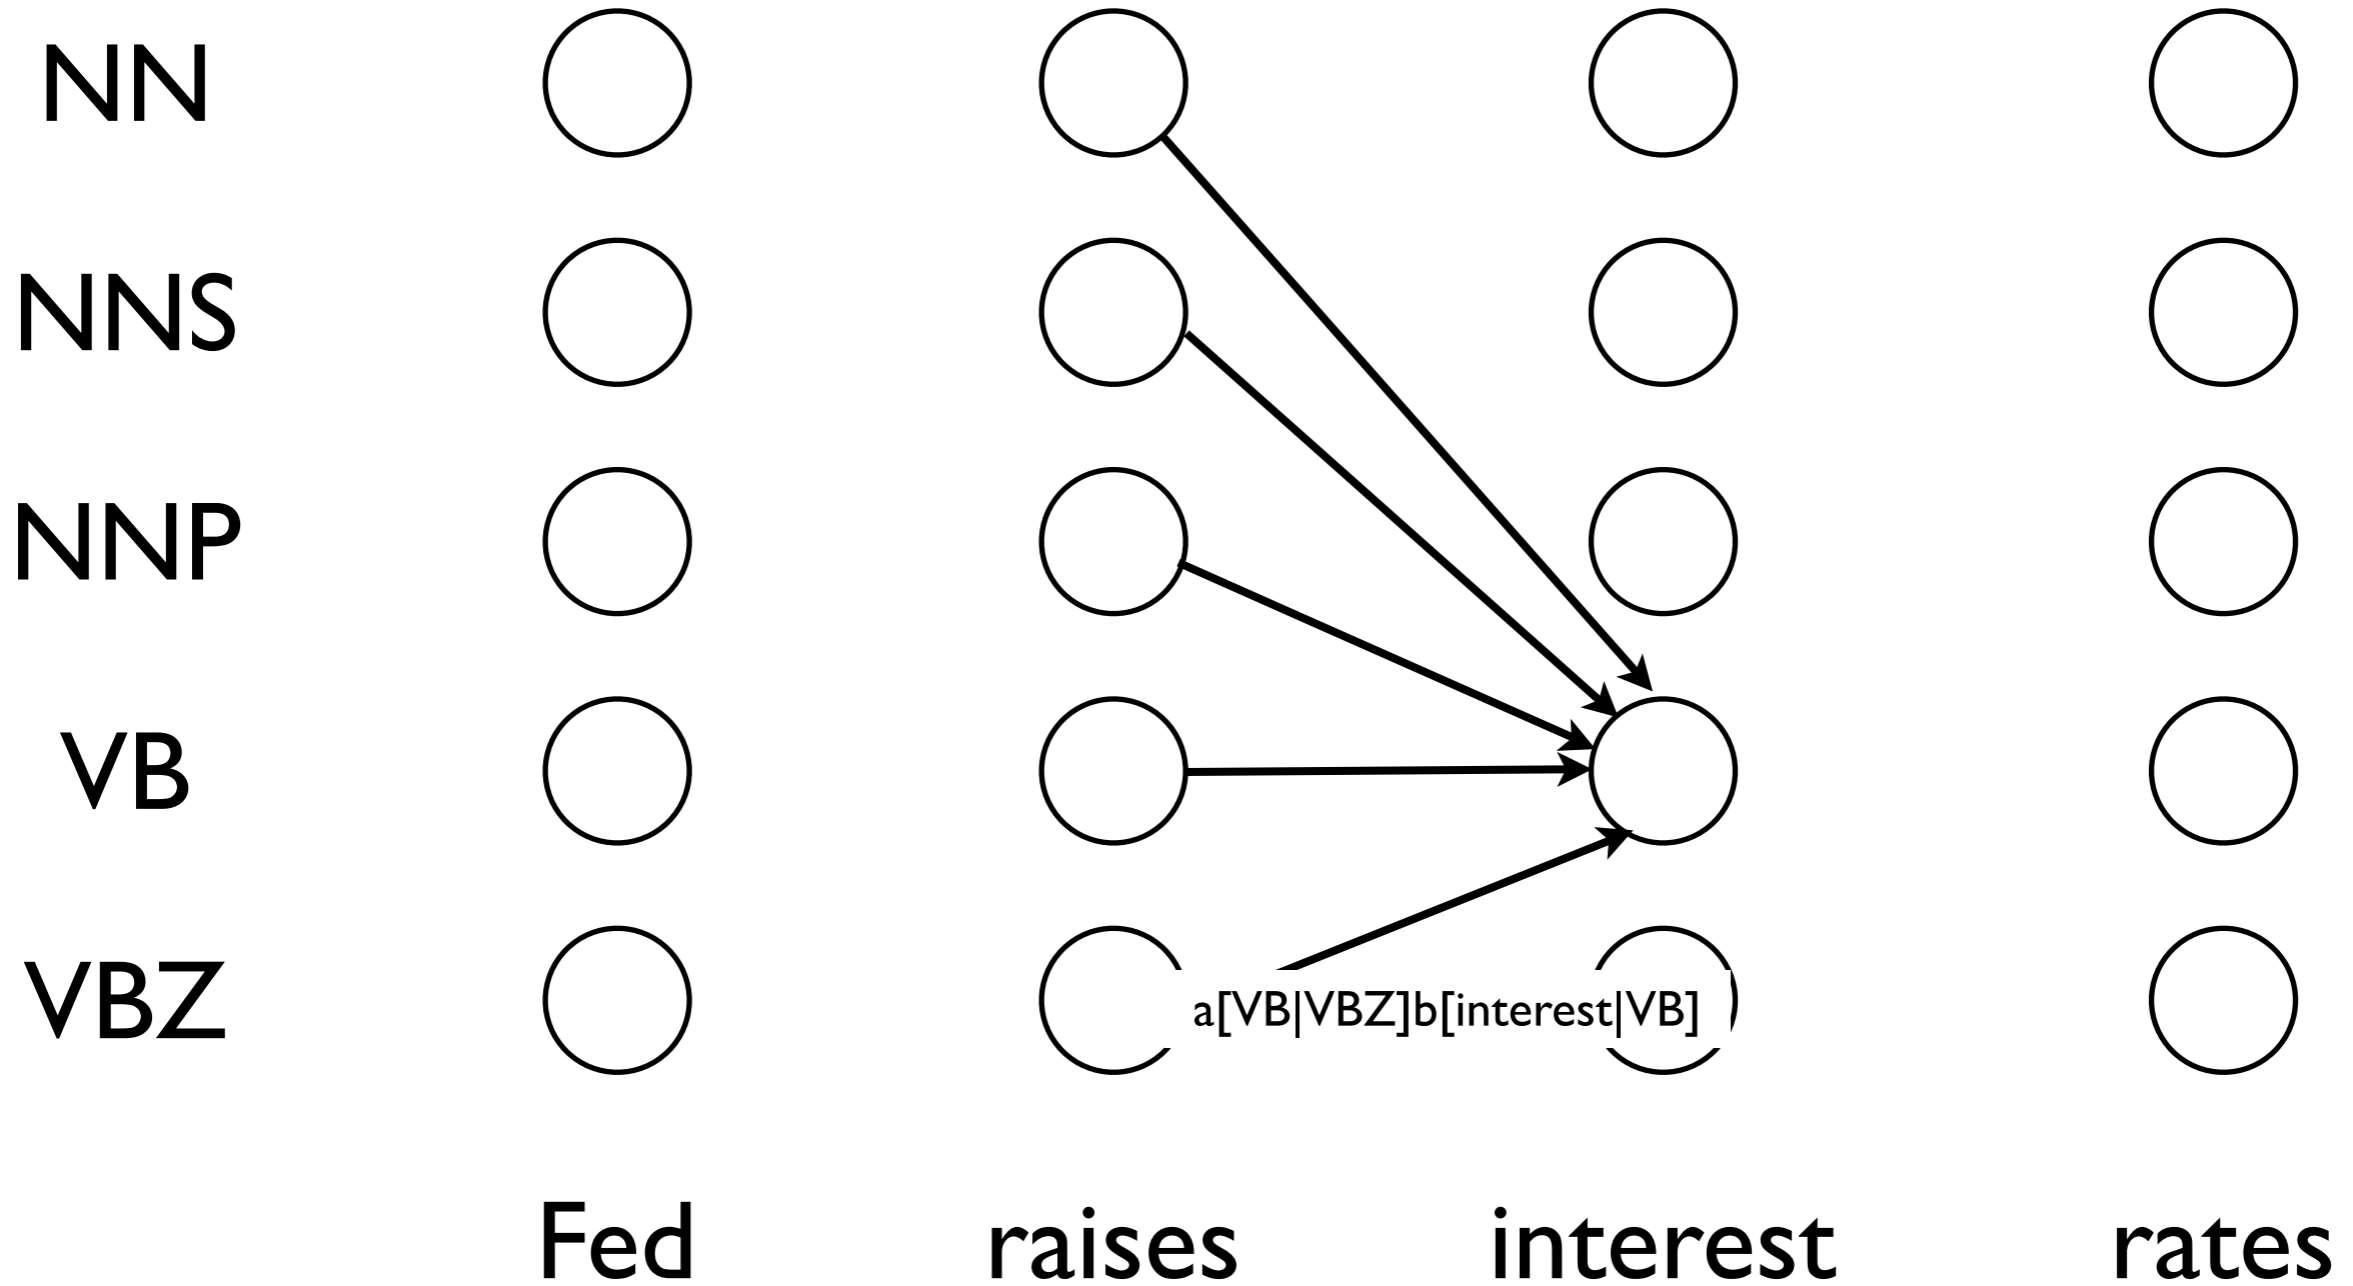 NN
NNS
NNP
VB
VBZ
a[VB|VBZ]b[interest|VB]
Fed raises interest rates